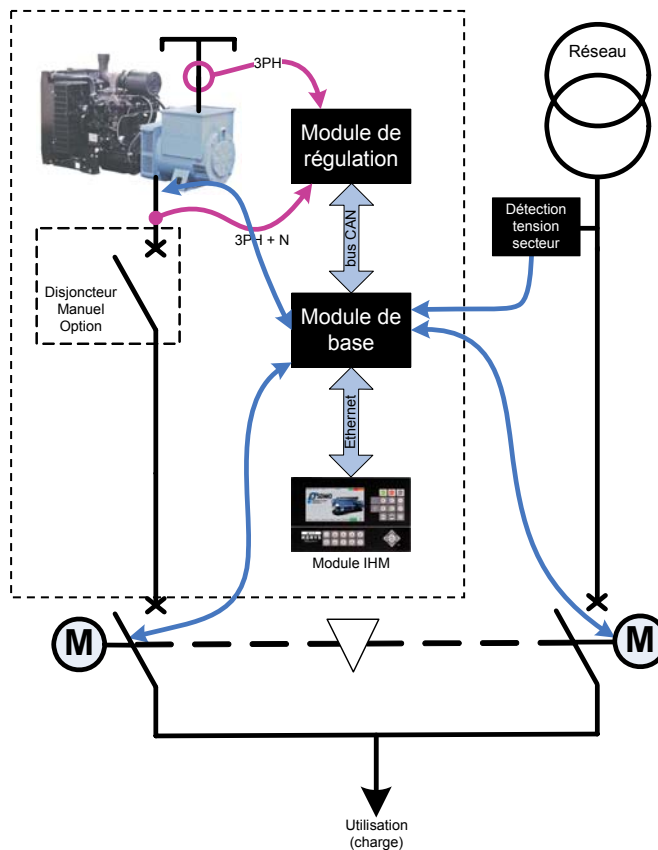 3PH
Réseau
Module de
régulation
Détection
tension
secteur
3PH + N
bus CAN
Disjoncteur
Manuel
Option
Module de
base
Ethernet
SDMO
Module IHM
M
M
Utilisation
(charge)